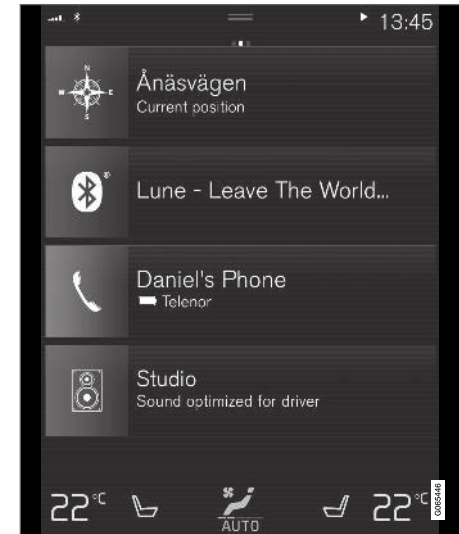 13:45
N
W
E
S
Ånäsvägen
Current position
Lune - Leave The World...
Daniel's Phone
Telenor
Studio
Sound optimized for driver
22°C
22°C
AUTO
G065446